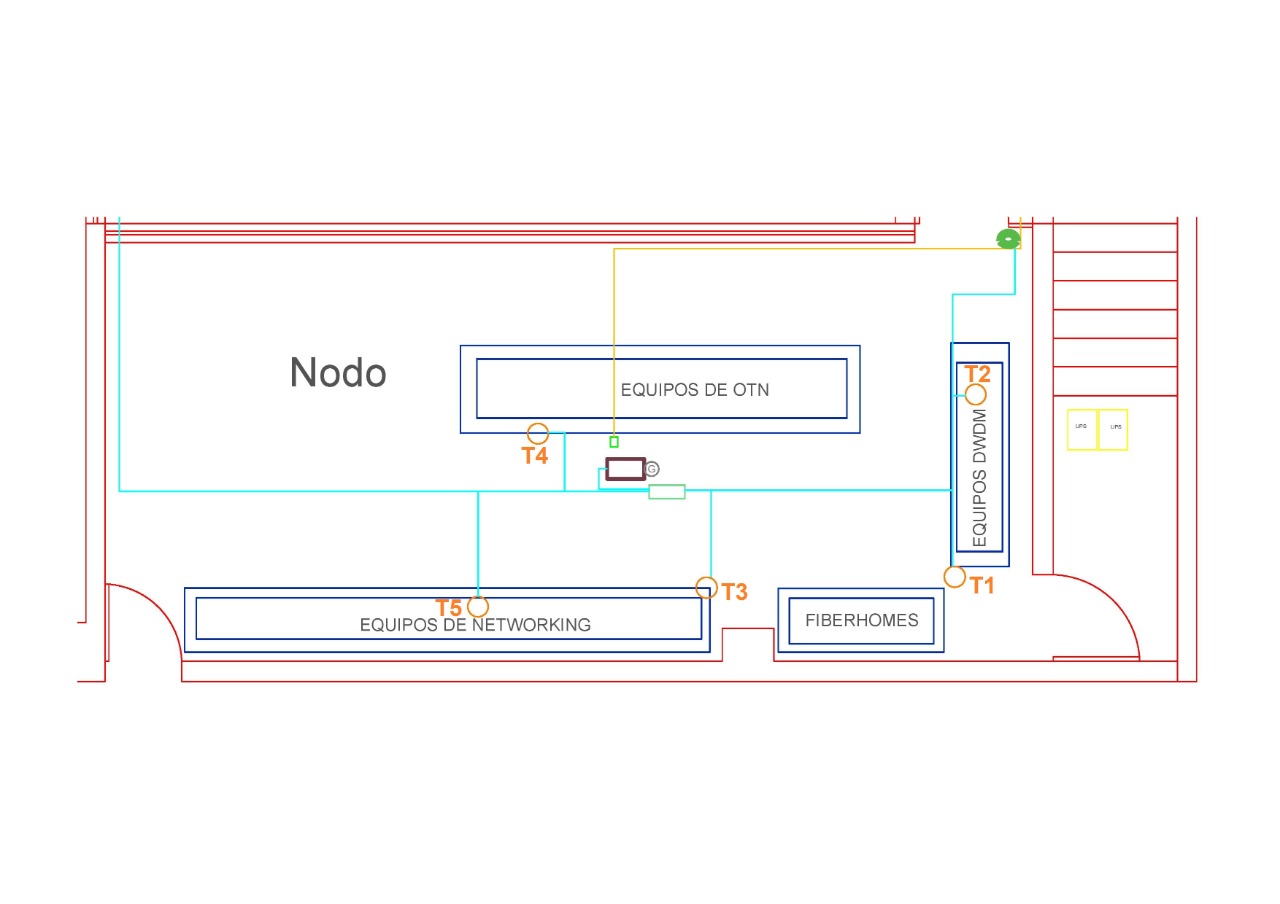 Nodo
EQUIPOS DE OTN
T4
G
T2
EQUIPOS DWDM
UPS
UPS
T1
T3
T5
EQUIPOS DE NETWORKING
FIBERHOMES